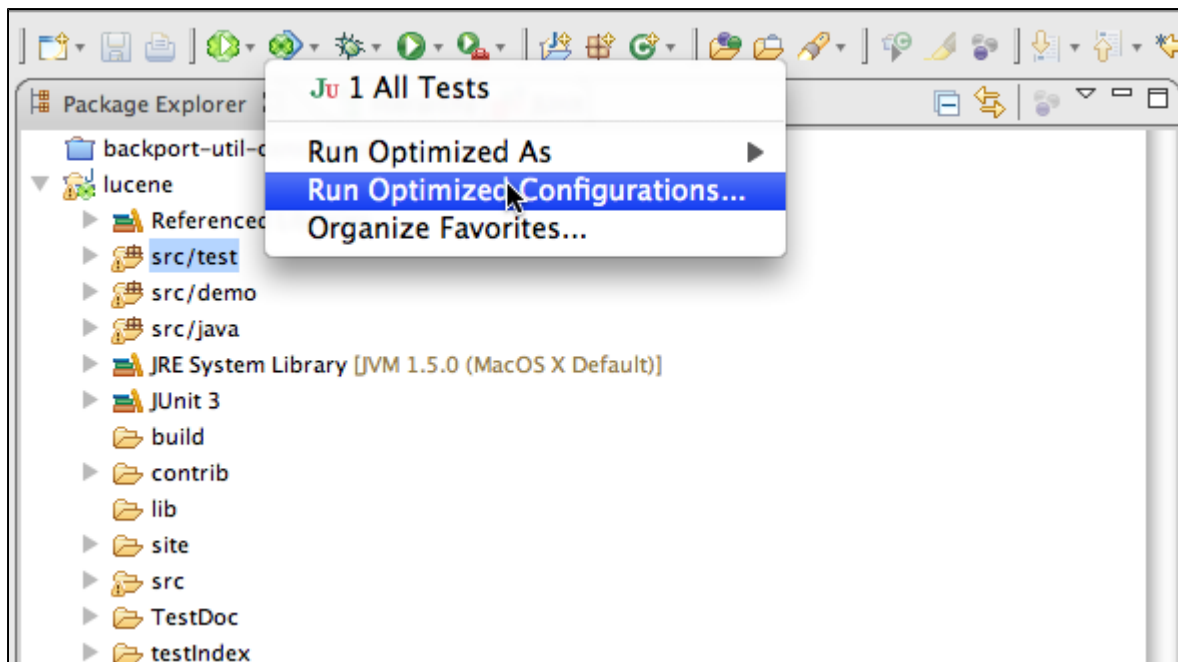 Ju 1 All Tests
Package Explorer
Run Optimized As
Run Optimized Configurations...
Organize Favorites...
backport-util-
lucene
Referenced
src/test
src/demo
src/java
JRE System Library [JVM 1.5.0 (MacOS X Default)]
JUnit 3
build
contrib
lib
site
src
TestDoc
testIndex